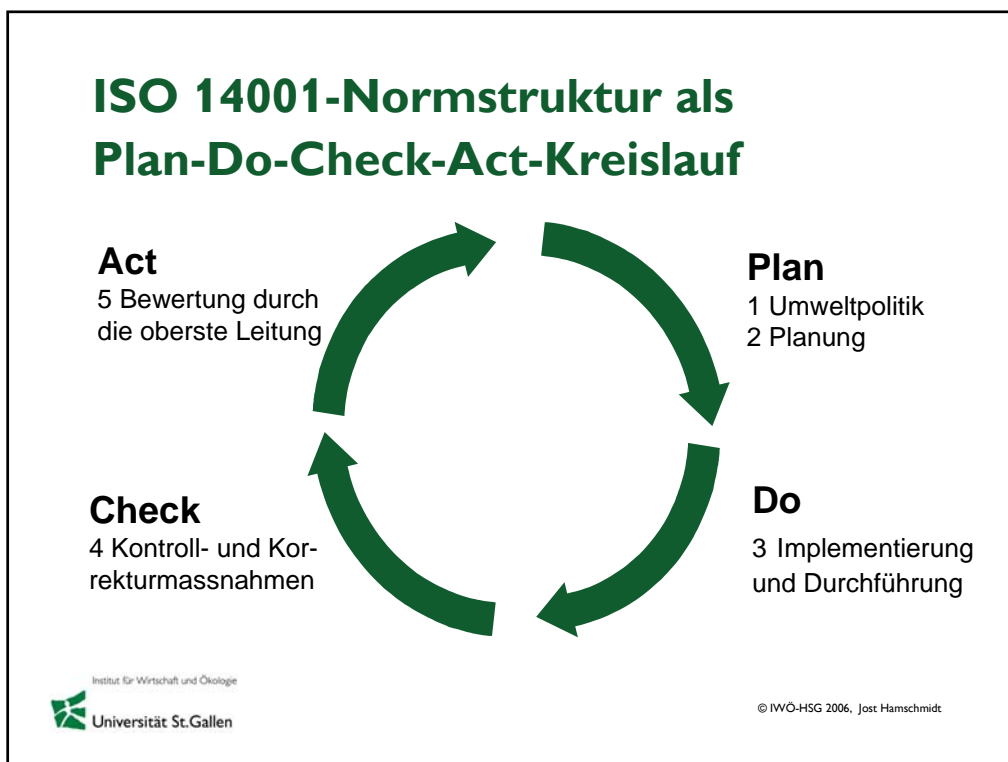 ISO 14001-Normstruktur als
Plan-Do-Check-Act-Kreislauf
Act
5 Bewertung durch
die oberste Leitung
Plan
1 Umweltpolitik
2 Planung
Check
4 Kontroll- und Kor-
rekturmassnahmen
Do
3 Implementierung
und Durchführung
Institut für Wirtschaft und Ökologie
Universität St.Gallen
© IWÖ-HSG 2006, Jost Hamschmidt